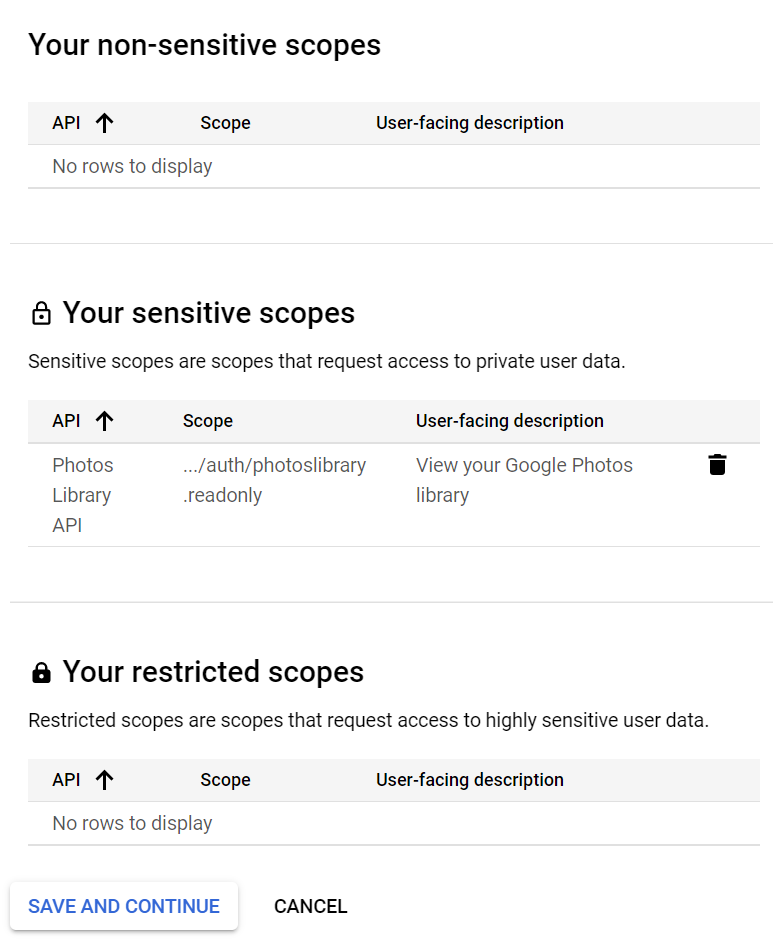 Your non-sensitive scopes
API Scope User-facing description
No rows to display
Your sensitive scopes
Sensitive scopes are scopes that request access to private user data.
API Scope User-facing description
Photos .../auth/photoslibrary View your Google Photos
Library .readonly library
API
Your restricted scopes
Restricted scopes are scopes that request access to highly sensitive user data.
API Scope User-facing description
No rows to display
SAVE AND CONTINUE CANCEL